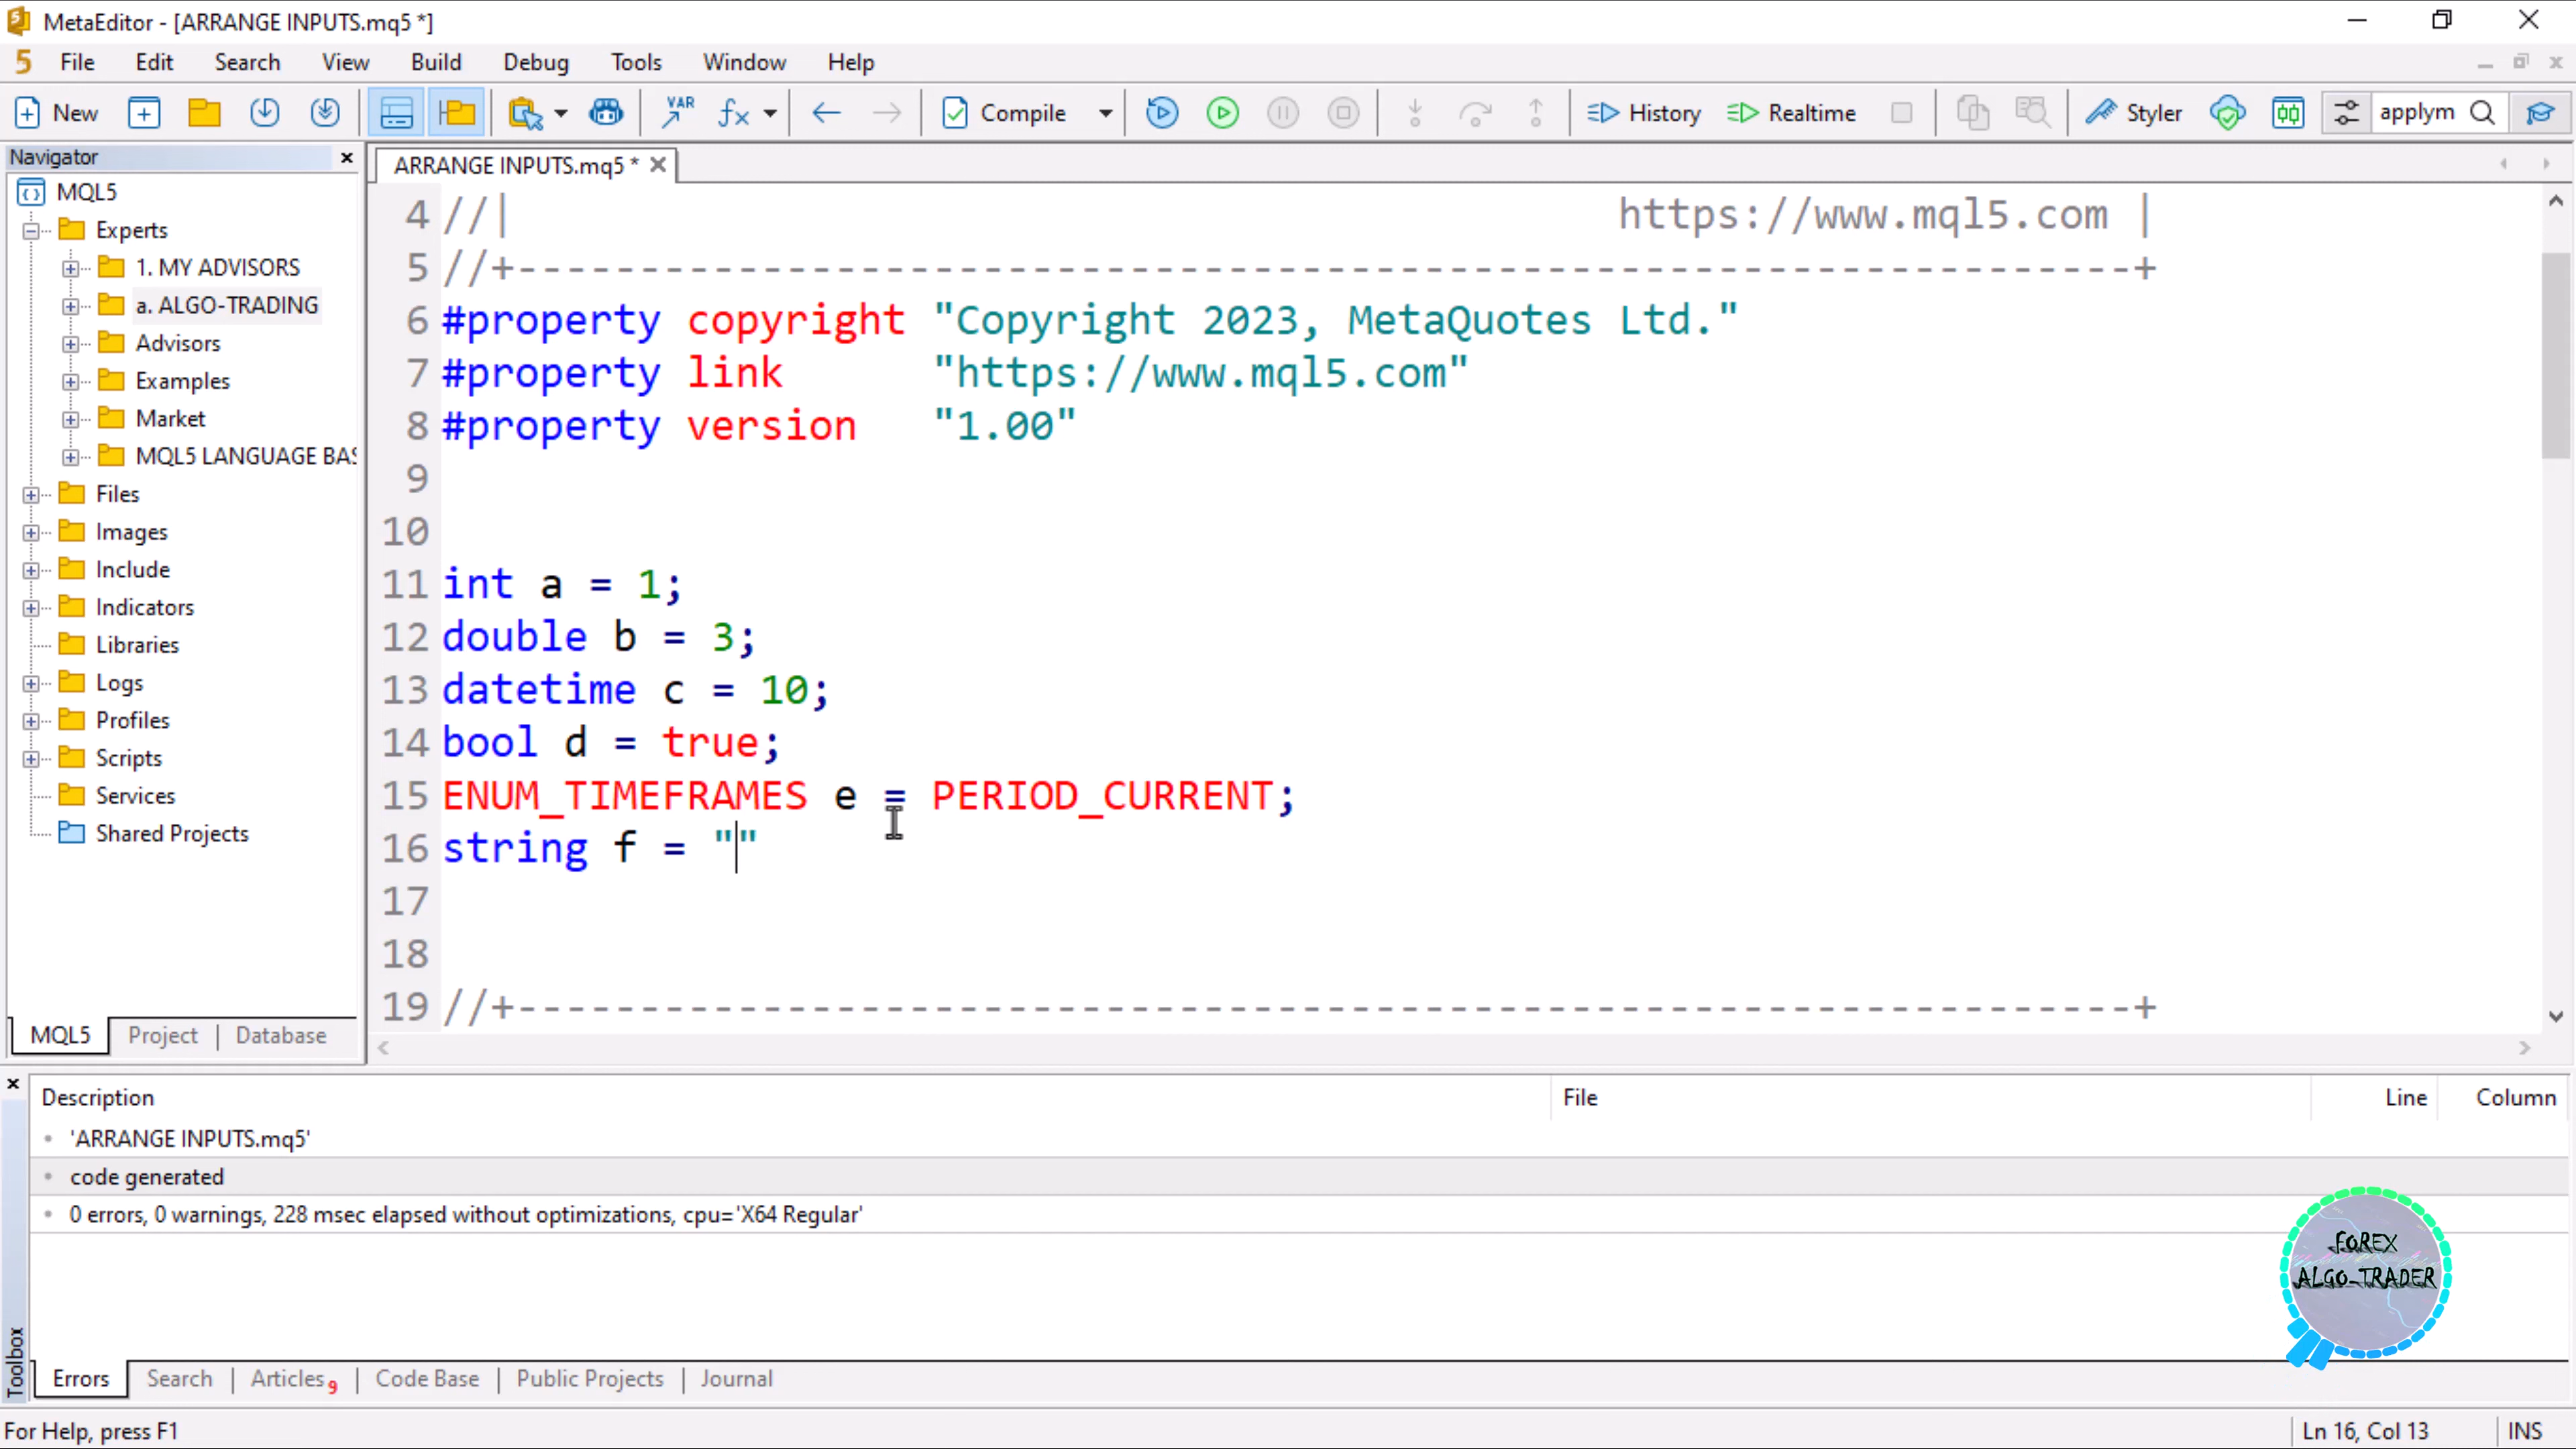 MetaEditor - [ARRANGE INPUTS.mq5 *]
5 File Edit Search View Build Debug Tools Window Help
New VAR fx Compile History Realtime Styler applym
Navigator
MQL5
Experts
1. MY ADVISORS
a. ALGO-TRADING
Advisors
Examples
Market
MQL5 LANGUAGE BAS
Files
Images
Include
Indicators
Libraries
Logs
Profiles
Scripts
Services
Shared Projects
MQL5 | Project | Database
ARRANGE INPUTS.mq5 *
4 //| https://www.mql5.com |
5 //+------------------------------------------------------------------+
6 #property copyright "Copyright 2023, MetaQuotes Ltd."
7 #property link "https://www.mql5.com"
8 #property version "1.00"
9
10
11 int a = 1;
12 double b = 3;
13 datetime c = 10;
14 bool d = true;
15 ENUM_TIMEFRAMES e = PERIOD_CURRENT;
16 string f = ""
17
18
19 //+------------------------------------------------------------------+
Description File Line Column
'ARRANGE INPUTS.mq5'
code generated
0 errors, 0 warnings, 228 msec elapsed without optimizations, cpu='X64 Regular'
FOREX
ALGO-TRADER
Toolbox
Errors | Search | Articles 9 | Code Base | Public Projects | Journal
For Help, press F1 Ln 16, Col 13 INS